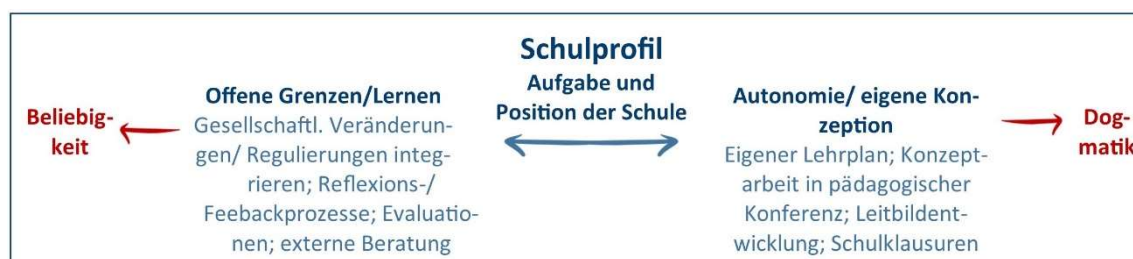 Schulprofil
Aufgabe und
Position der Schule
Beliebig-
keit
Offene Grenzen/Lernen
Gesellschaftl. Veränderun-
gen/ Regulierungen integ-
rieren; Reflexions-/
Feebackprozesse; Evaluatio-
nen; externe Beratung
Autonomie/ eigene Kon-
zeption
Eigener Lehrplan; Konzept-
arbeit in pädagogischer
Konferenz; Leitbildent-
wicklung; Schulklausuren
Dog-
matik